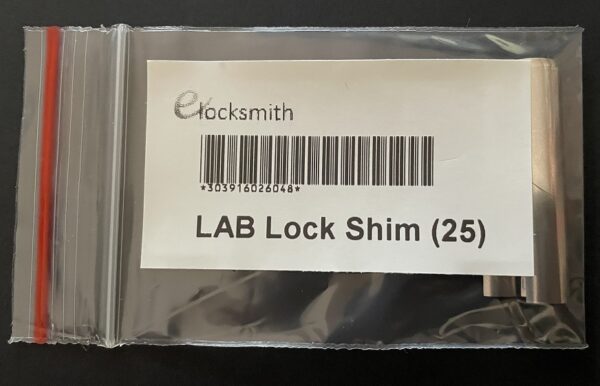 elocksmith
*303916026048*
LAB Lock Shim (25)